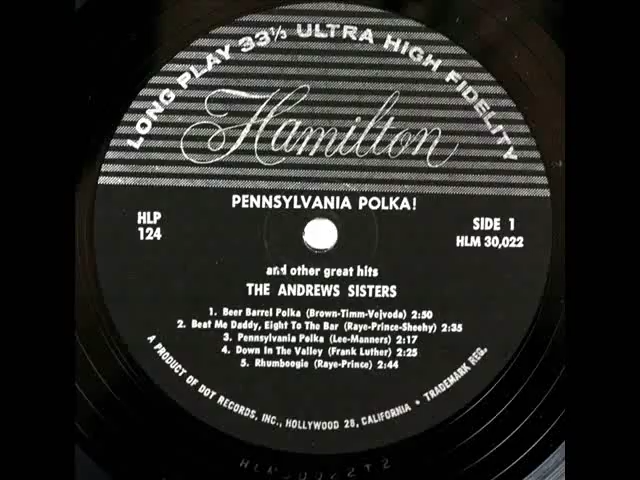 LONG PLAY 33⅓ ULTRA HIGH FIDELITY
Hamilton
PENNSYLVANIA POLKA!
HLP
124
SIDE 1
HLM 30,022
and other great hits
THE ANDREWS SISTERS
1. Beer Barrel Polka (Brown-Timm-Vejvoda) 2:50
2. Beat Me Daddy, Eight To The Bar (Raye-Prince-Sheehy) 2:35
3. Pennsylvania Polka (Lee-Manners) 2:17
4. Down In The Valley (Frank Luther) 2:25
5. Rhumboogie (Raye-Prince) 2:44
A PRODUCT OF DOT RECORDS, INC., HOLLYWOOD 28, CALIFORNIA • TRADEMARK REG.